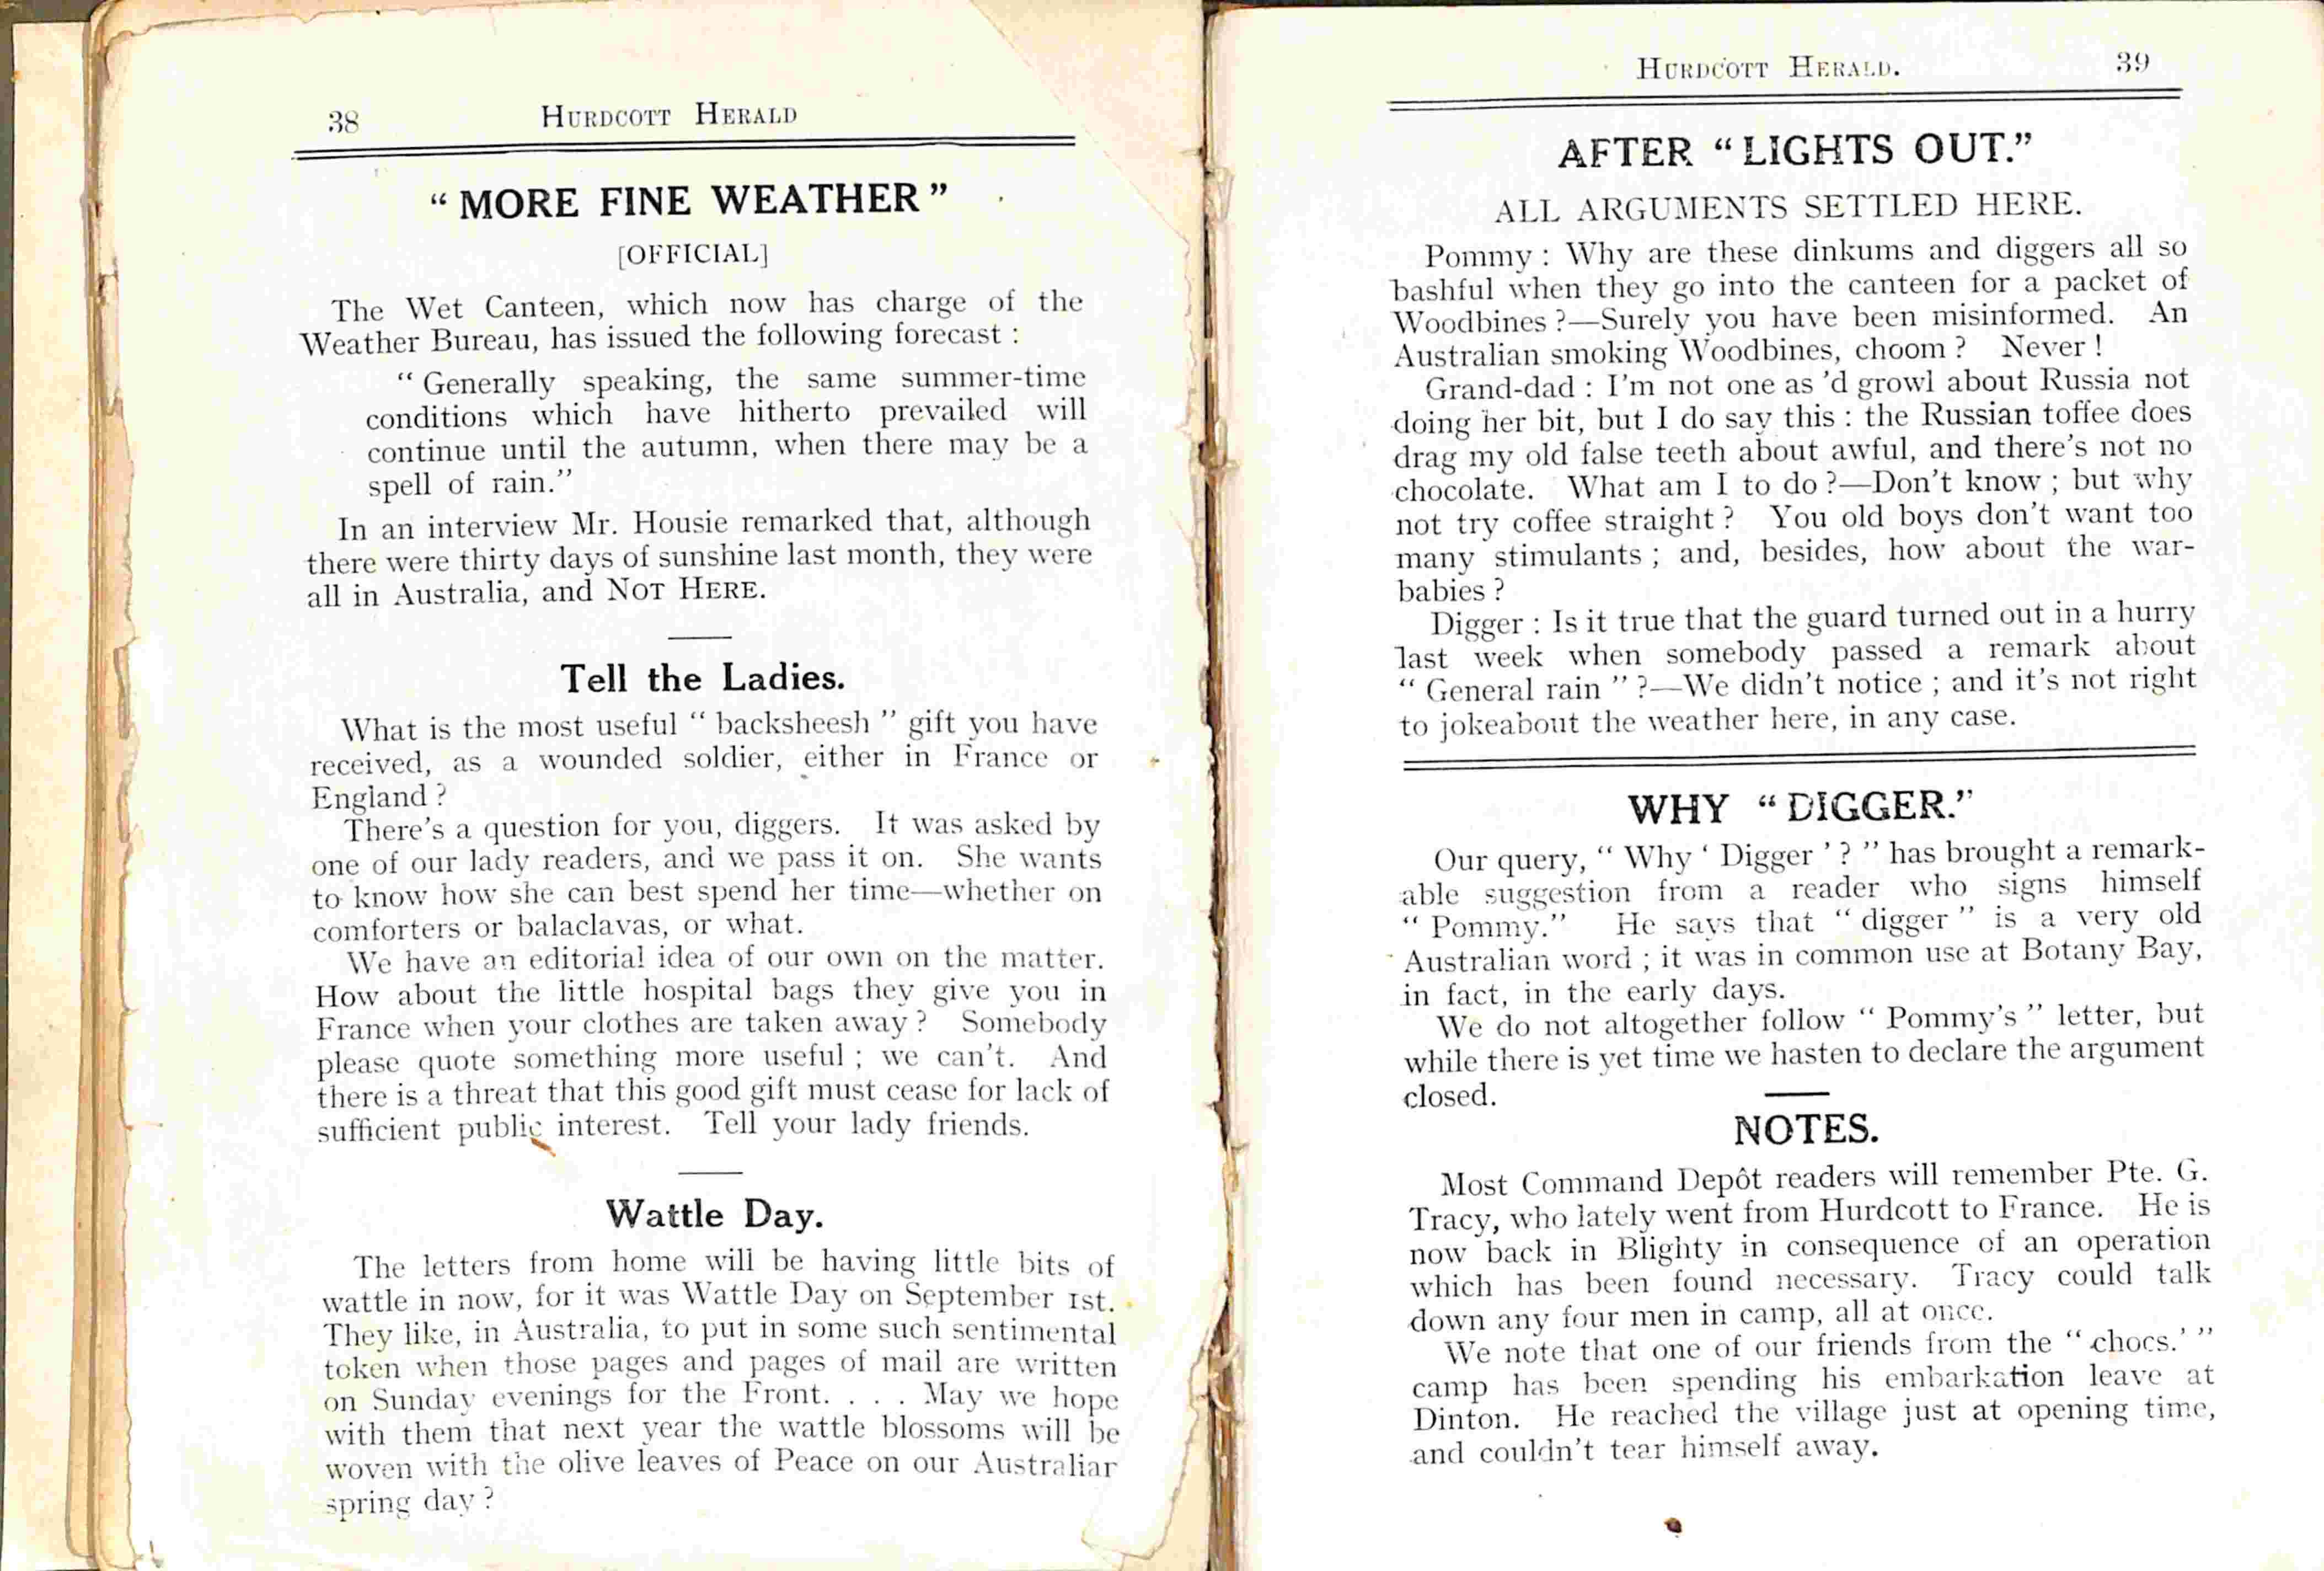 38 HURDCOTT HERALD
“ MORE FINE WEATHER ”
[OFFICIAL]
The Wet Canteen, which now has charge of the
Weather Bureau, has issued the following forecast :
“ Generally speaking, the same summer-time
conditions which have hitherto prevailed will
continue until the autumn, when there may be a
spell of rain.”
In an interview Mr. Housie remarked that, although
there were thirty days of sunshine last month, they were
all in Australia, and NOT HERE.
Tell the Ladies.
What is the most useful “ backsheesh ” gift you have
received, as a wounded soldier, either in France or
England ?
There’s a question for you, diggers. It was asked by
one of our lady readers, and we pass it on. She wants
to know how she can best spend her time—whether on
comforters or balaclavas, or what.
We have an editorial idea of our own on the matter.
How about the little hospital bags they give you in
France when your clothes are taken away ? Somebody
please quote something more useful ; we can’t. And
there is a threat that this good gift must cease for lack of
sufficient public interest. Tell your lady friends.
Wattle Day.
The letters from home will be having little bits of
wattle in now, for it was Wattle Day on September 1st.
They like, in Australia, to put in some such sentimental
token when those pages and pages of mail are written
on Sunday evenings for the Front. . . . May we hope
with them that next year the wattle blossoms will be
woven with the olive leaves of Peace on our Australiar
spring day ?
HURDCOTT HERALD. 39
AFTER “ LIGHTS OUT.”
ALL ARGUMENTS SETTLED HERE.
Pommy : Why are these dinkums and diggers all so
bashful when they go into the canteen for a packet of
Woodbines ?—Surely you have been misinformed. An
Australian smoking Woodbines, choom ? Never !
Grand-dad : I’m not one as ’d growl about Russia not
doing her bit, but I do say this : the Russian toffee does
drag my old false teeth about awful, and there’s not no
chocolate. What am I to do ?—Don’t know ; but why
not try coffee straight ? You old boys don’t want too
many stimulants ; and, besides, how about the war-
babies ?
Digger : Is it true that the guard turned out in a hurry
last week when somebody passed a remark about
“ General rain ” ?—We didn’t notice ; and it’s not right
to jokeabout the weather here, in any case.
WHY “ DIGGER.”
Our query, “ Why ‘ Digger ’ ? ” has brought a remark-
able suggestion from a reader who signs himself
“ Pommy.” He says that “ digger ” is a very old
Australian word ; it was in common use at Botany Bay,
in fact, in the early days.
We do not altogether follow “ Pommy’s ” letter, but
while there is yet time we hasten to declare the argument
closed.
NOTES.
Most Command Depôt readers will remember Pte. G.
Tracy, who lately went from Hurdcott to France. He is
now back in Blighty in consequence of an operation
which has been found necessary. Tracy could talk
down any four men in camp, all at once.
We note that one of our friends from the “ chocs.’ ”
camp has been spending his embarkation leave at
Dinton. He reached the village just at opening time,
and couldn’t tear himself away.